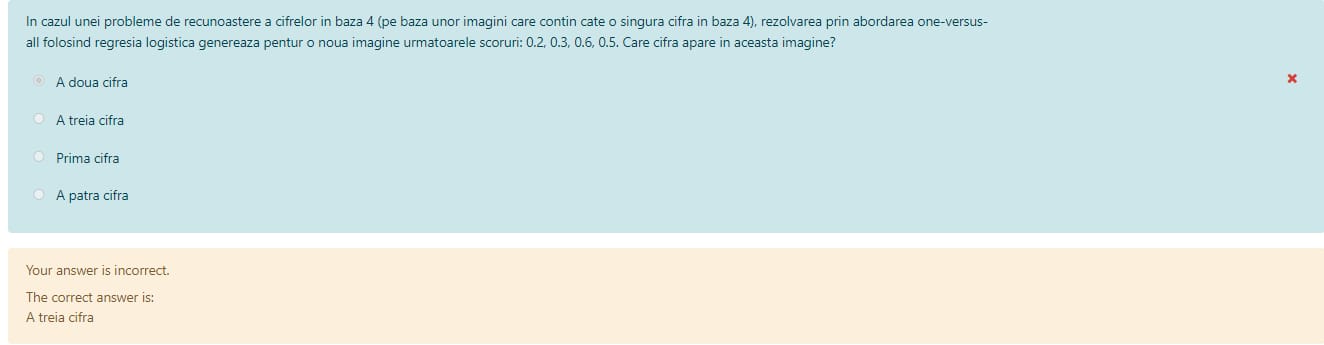 In cazul unei probleme de recunoastere a cifrelor in baza 4 (pe baza unor imagini care contin cate o singura cifra in baza 4), rezolvarea prin abordarea one-versus-
all folosind regresia logistica genereaza pentur o noua imagine urmatoarele scoruri: 0.2, 0.3, 0.6, 0.5. Care cifra apare in aceasta imagine?
A doua cifra
A treia cifra
Prima cifra
A patra cifra
Your answer is incorrect.
The correct answer is:
A treia cifra